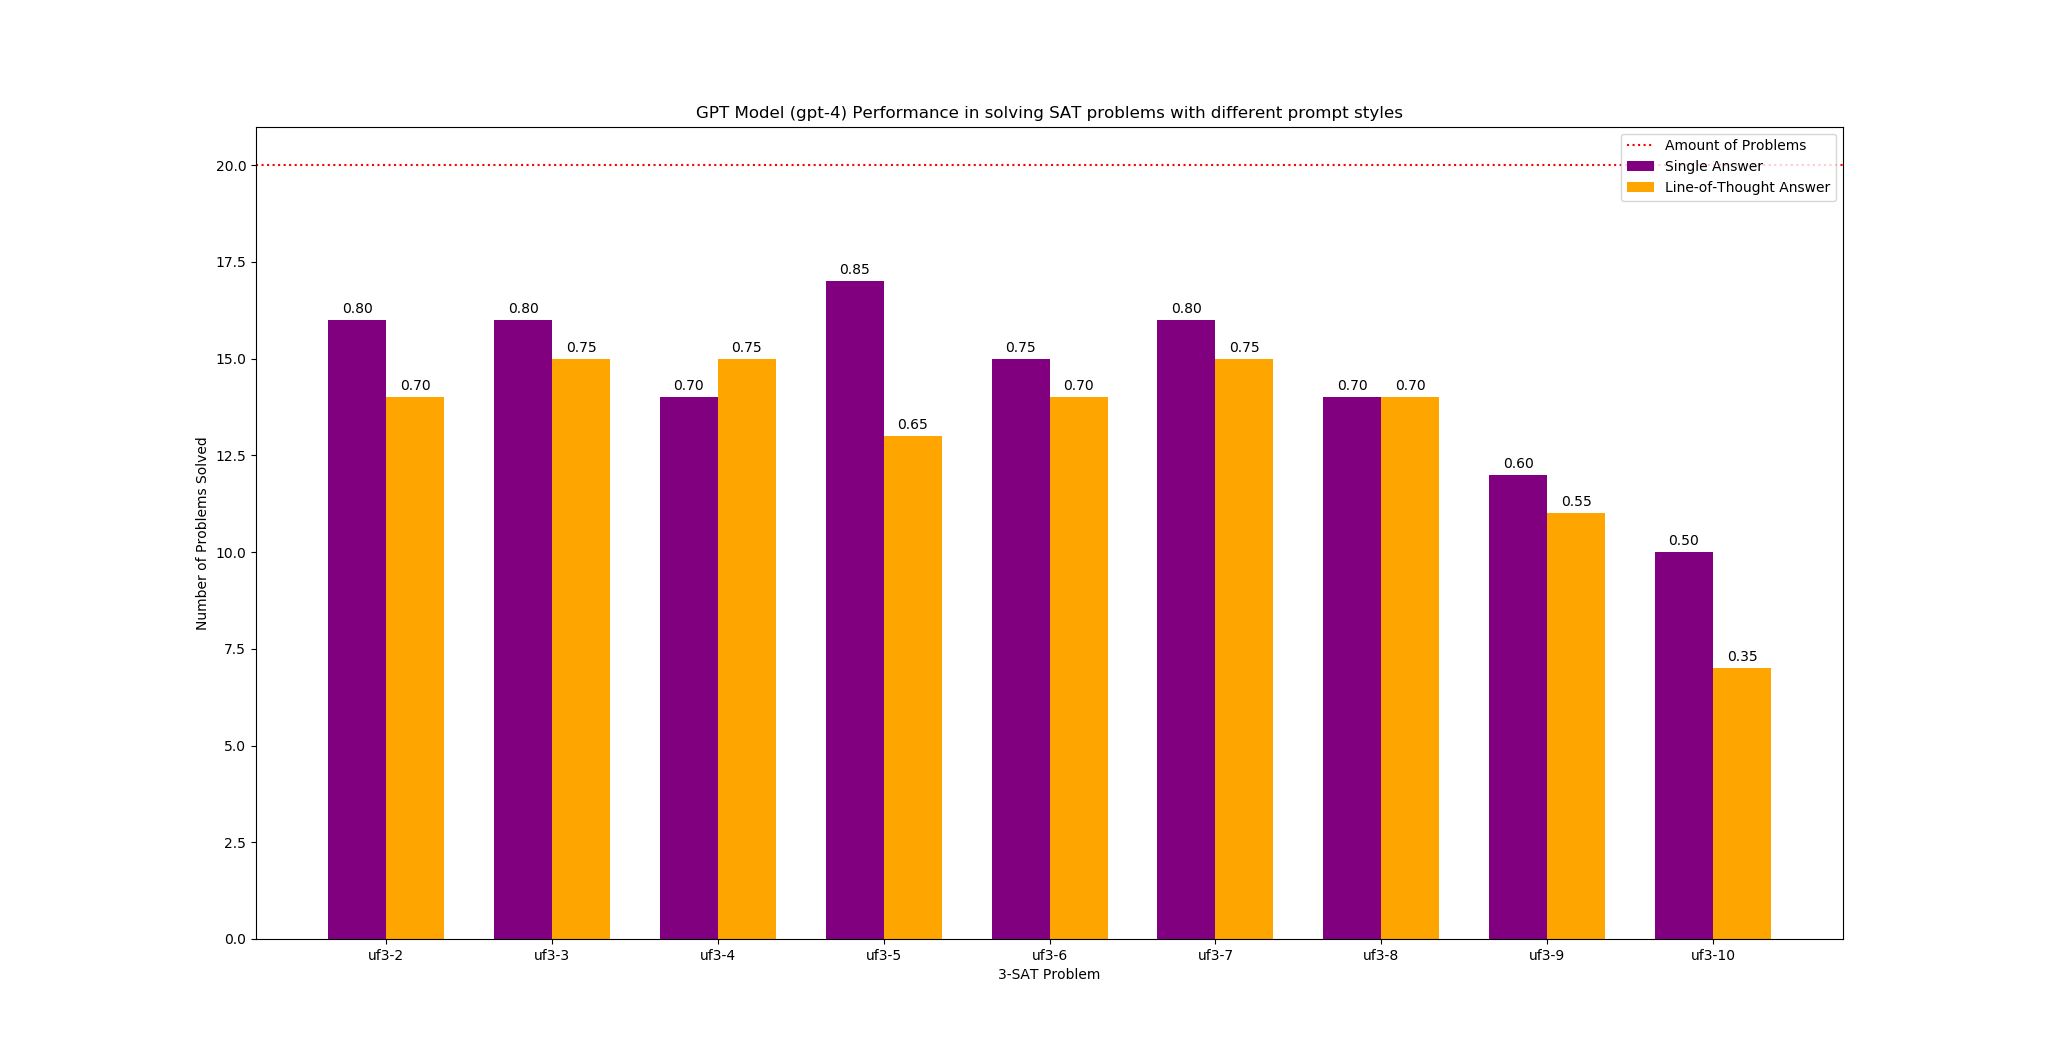 GPT Model (gpt-4) Performance in solving SAT problems with different prompt styles
Amount of Problems
Single Answer
Line-of-Thought Answer
Number of Problems Solved
20.0
17.5
15.0
12.5
10.0
7.5
5.0
2.5
0.0
0.80
0.70
0.80
0.75
0.70
0.75
0.85
0.65
0.75
0.70
0.80
0.75
0.70
0.70
0.60
0.55
0.50
0.35
uf3-2
uf3-3
uf3-4
uf3-5
uf3-6
uf3-7
uf3-8
uf3-9
uf3-10
3-SAT Problem